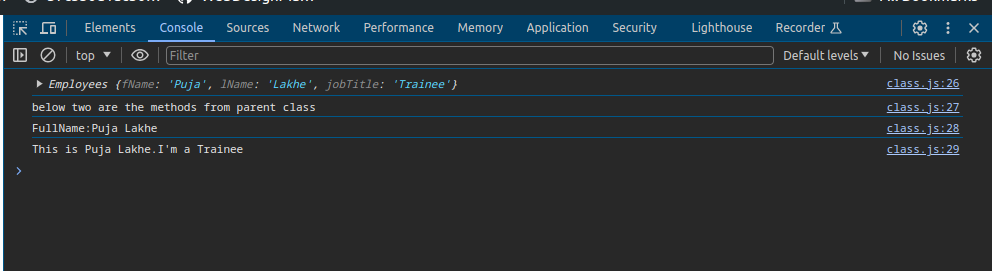 Elements Console Sources Network Performance Memory Application Security Lighthouse Recorder
top Filter Default levels No Issues
Employees {fName: 'Puja', lName: 'Lakhe', jobTitle: 'Trainee'} class.js:26
below two are the methods from parent class class.js:27
FullName:Puja Lakhe class.js:28
This is Puja Lakhe.I'm a Trainee class.js:29